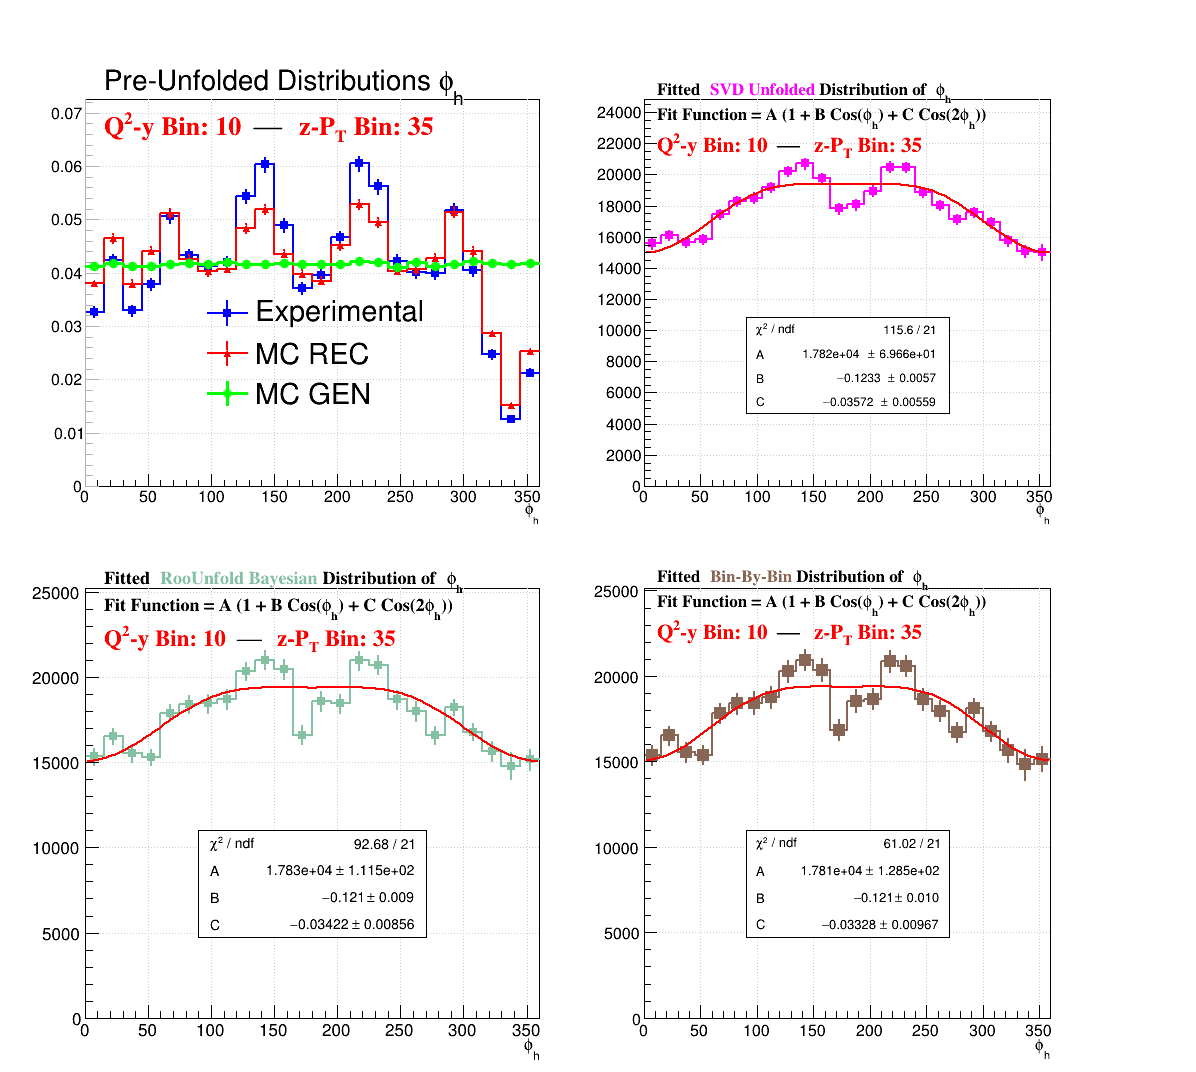 Pre-Unfolded Distributions ϕh
Q²-y Bin: 10 — z-PT Bin: 35
0.07
0.06
0.05
0.04
0.03
0.02
0.01
0
Experimental
MC REC
MC GEN
0 50 100 150 200 250 300 350
ϕh
Fitted SVD Unfolded Distribution of ϕh
Fit Function = A (1 + B Cos(ϕh) + C Cos(2ϕh))
Q²-y Bin: 10 — z-PT Bin: 35
24000
22000
20000
18000
16000
14000
12000
10000
8000
6000
4000
2000
0
χ² / ndf 115.6 / 21
A 1.782e+04 ± 6.966e+01
B −0.1233 ± 0.0057
C −0.03572 ± 0.00559
0 50 100 150 200 250 300 350
ϕh
Fitted RooUnfold Bayesian Distribution of ϕh
Fit Function = A (1 + B Cos(ϕh) + C Cos(2ϕh))
Q²-y Bin: 10 — z-PT Bin: 35
25000
20000
15000
10000
5000
0
χ² / ndf 92.68 / 21
A 1.783e+04 ± 1.115e+02
B −0.121 ± 0.009
C −0.03422 ± 0.00856
0 50 100 150 200 250 300 350
ϕh
Fitted Bin-By-Bin Distribution of ϕh
Fit Function = A (1 + B Cos(ϕh) + C Cos(2ϕh))
Q²-y Bin: 10 — z-PT Bin: 35
25000
20000
15000
10000
5000
0
χ² / ndf 61.02 / 21
A 1.781e+04 ± 1.285e+02
B −0.121 ± 0.010
C −0.03328 ± 0.00967
0 50 100 150 200 250 300 350
ϕh